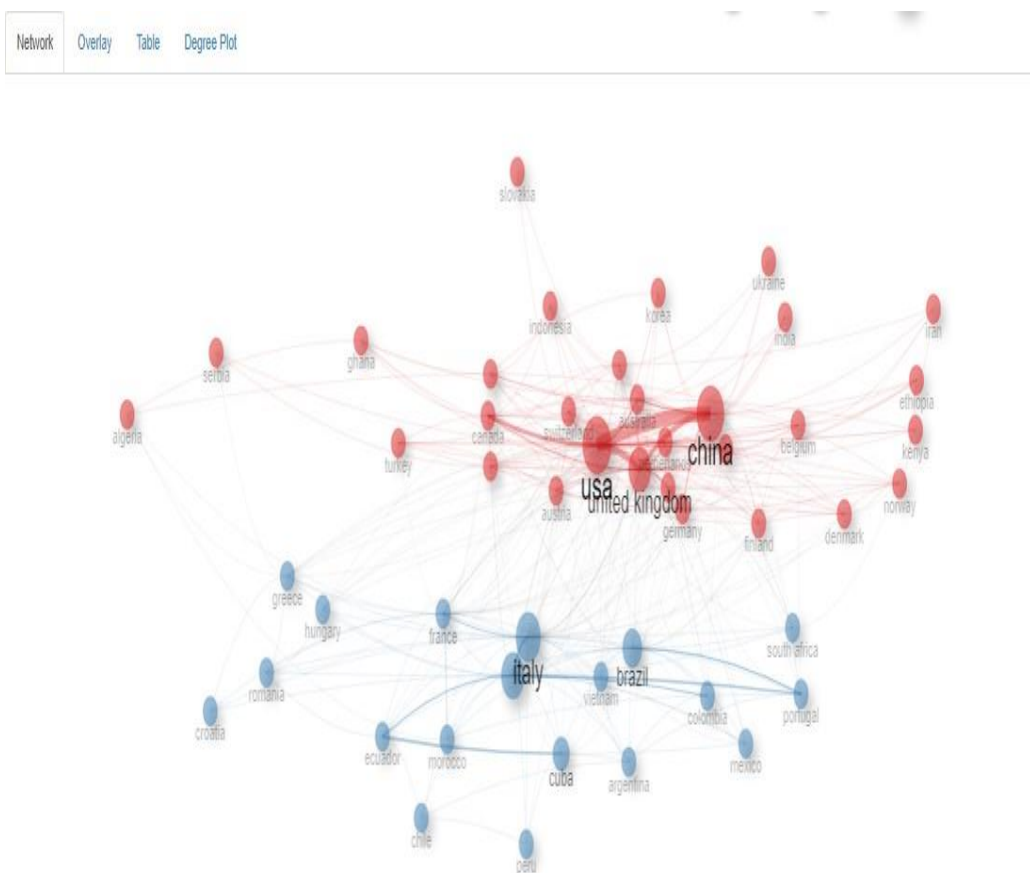 Network Overlay Table Degree Plot
slovakia
ukraine
korea
indonesia
india
iran
ghana
serbia
ethiopia
australia
algeria
canada
switzerland
belgium
kenya
china
turkey
usa
united kingdom
austria
norway
germany
finland
denmark
greece
hungary
france
south africa
italy
brazil
romania
vietnam
colombia
portugal
croatia
ecuador
morocco
cuba
argentina
mexico
chile
peru